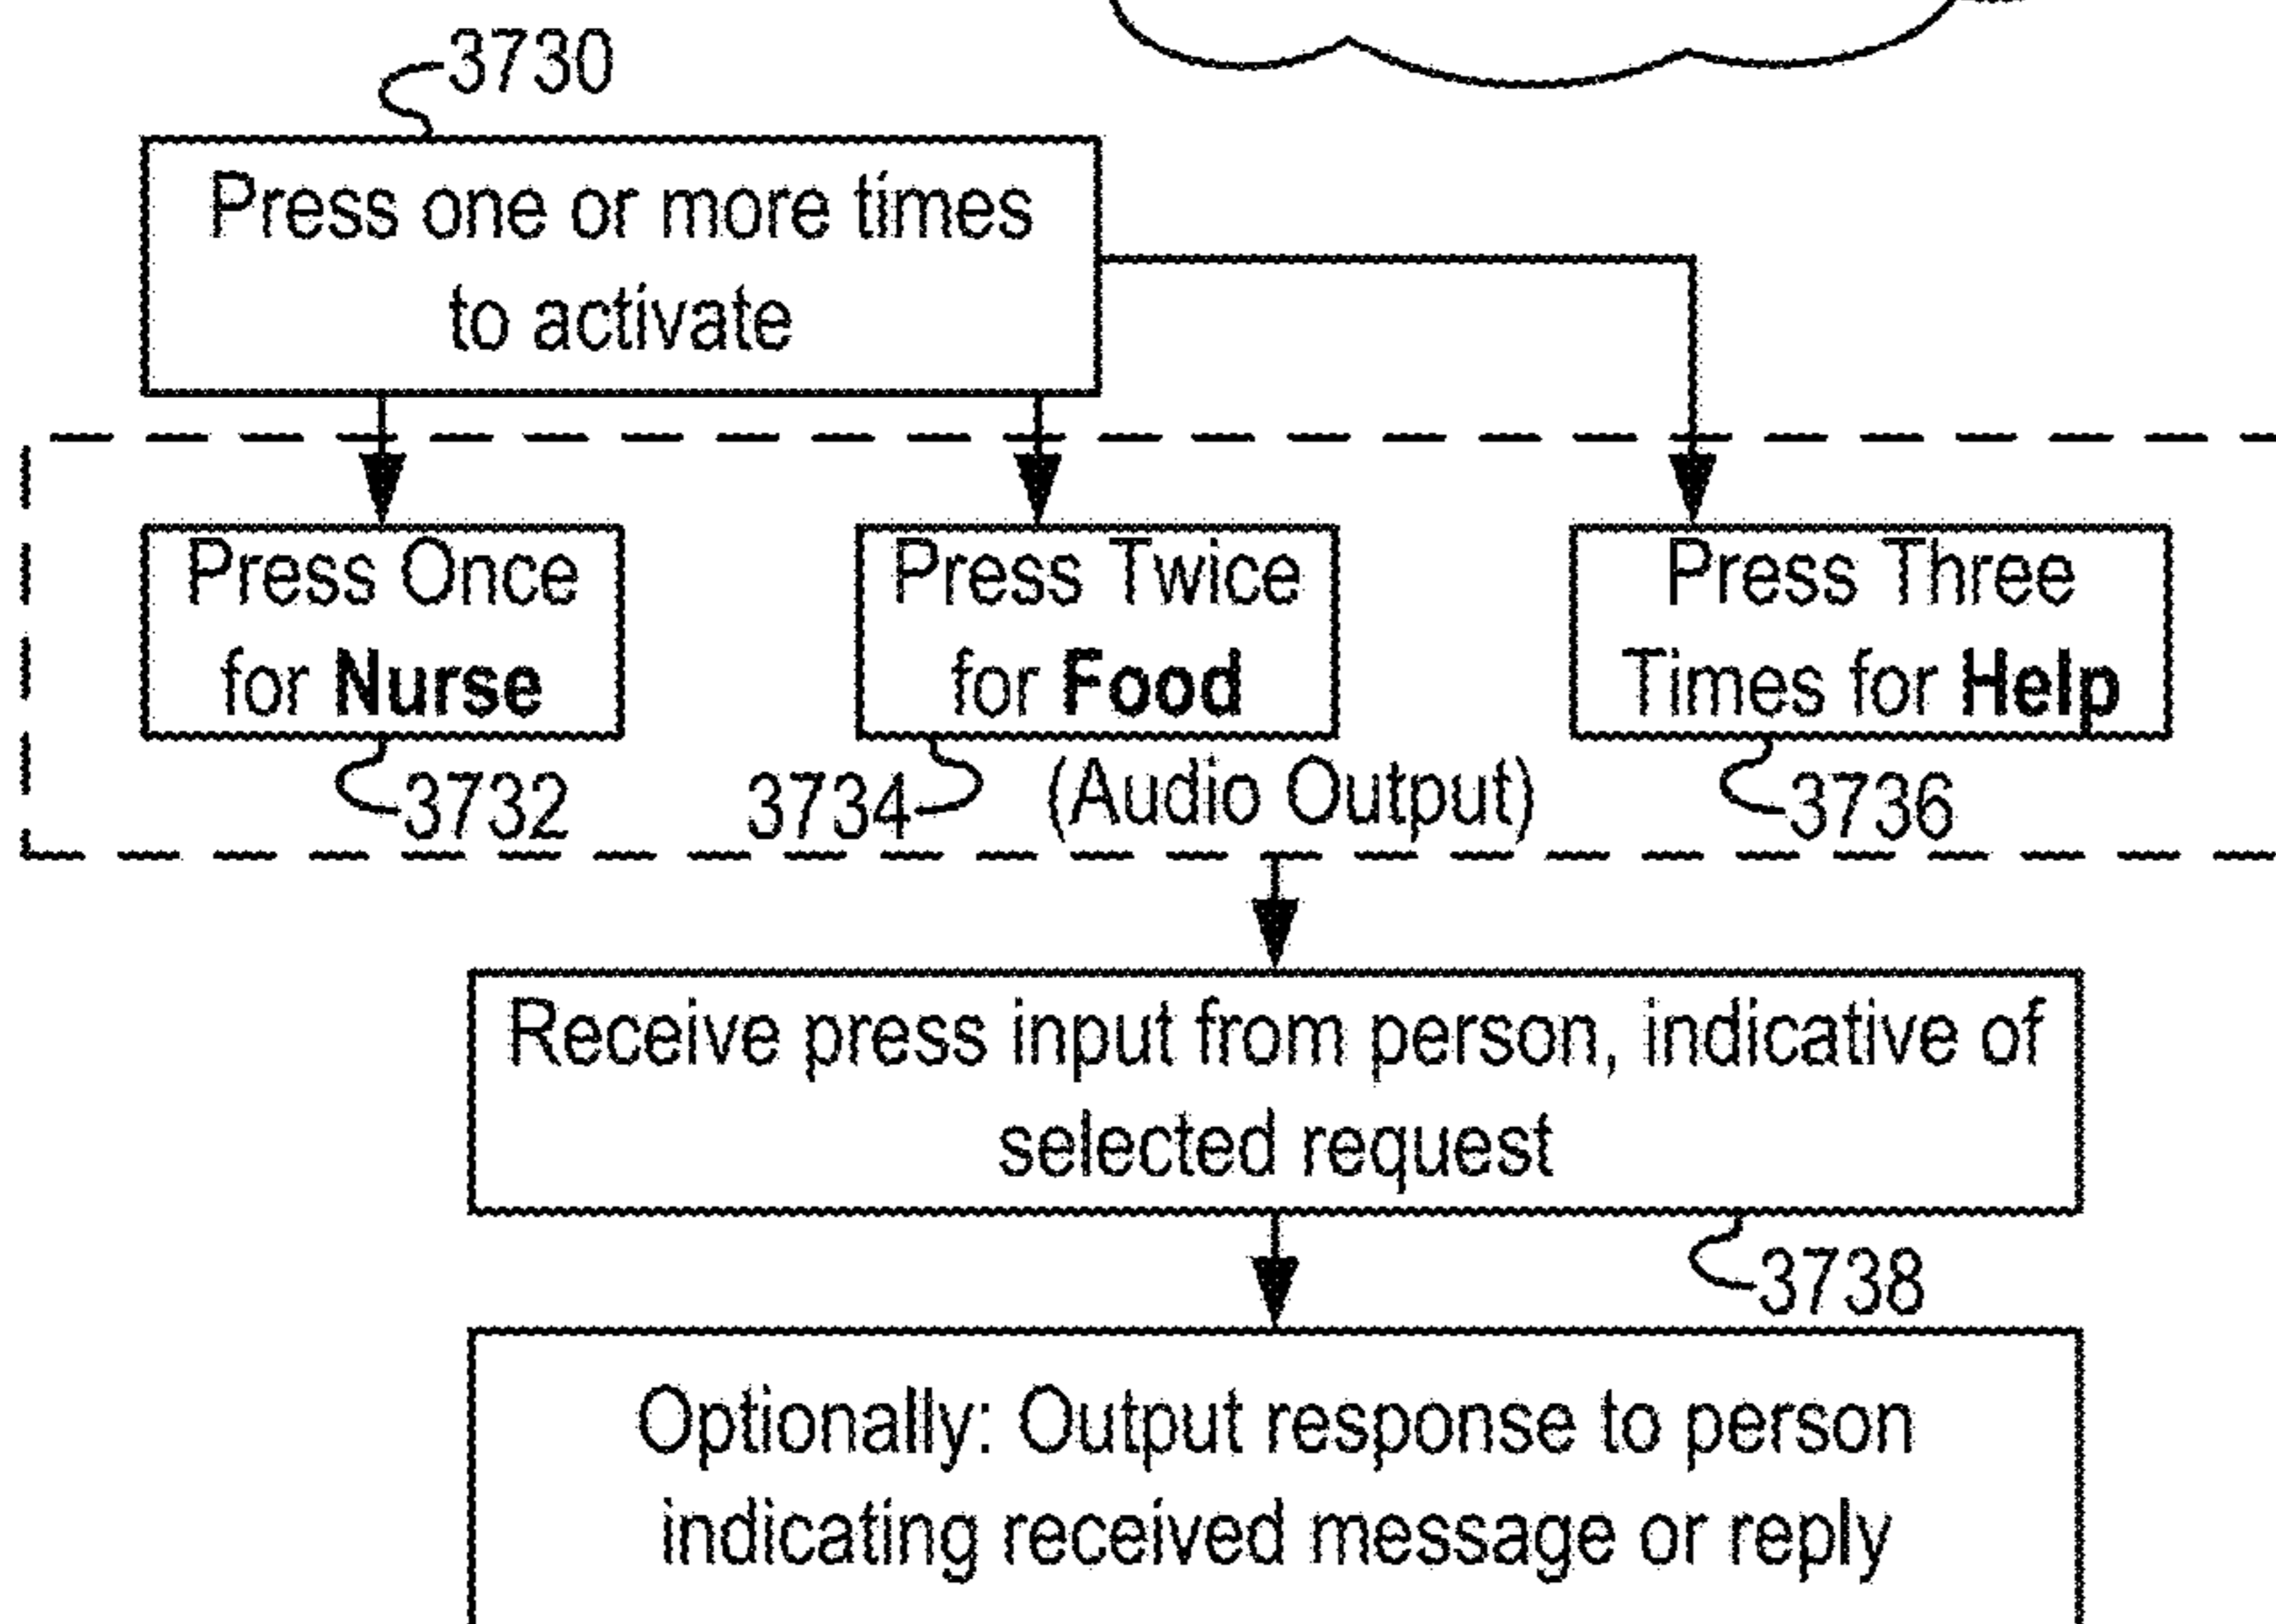 3730
Press one or more times
to activate
Press Once
for Nurse
3732
Press Twice
for Food
3734
(Audio Output)
Press Three
Times for Help
3736
Receive press input from person, indicative of
selected request
3738
Optionally: Output response to person
indicating received message or reply